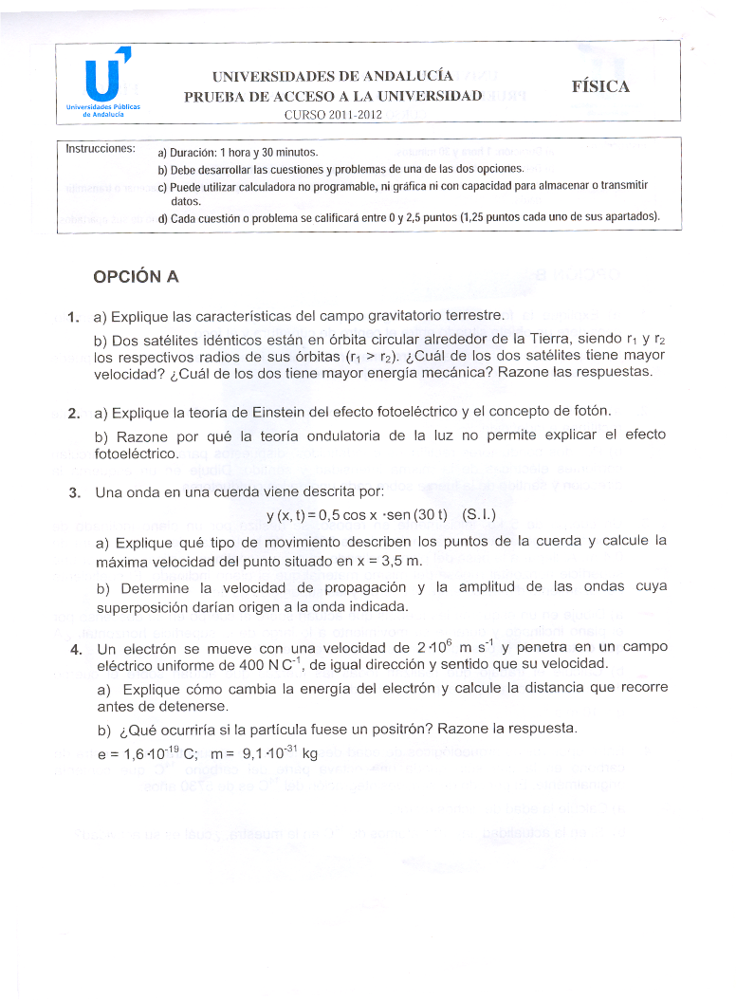 Universidades Públicas
de Andalucía
UNIVERSIDADES DE ANDALUCÍA
PRUEBA DE ACCESO A LA UNIVERSIDAD
CURSO 2011-2012
FÍSICA
Instrucciones:
a) Duración: 1 hora y 30 minutos.
b) Debe desarrollar las cuestiones y problemas de una de las dos opciones.
c) Puede utilizar calculadora no programable, ni gráfica ni con capacidad para almacenar o transmitir
datos.
d) Cada cuestión o problema se calificará entre 0 y 2,5 puntos (1,25 puntos cada uno de sus apartados).
OPCIÓN A
1. a) Explique las características del campo gravitatorio terrestre.
b) Dos satélites idénticos están en órbita circular alrededor de la Tierra, siendo r₁ y r₂
los respectivos radios de sus órbitas (r₁ > r₂). ¿Cuál de los dos satélites tiene mayor
velocidad? ¿Cuál de los dos tiene mayor energía mecánica? Razone las respuestas.
2. a) Explique la teoría de Einstein del efecto fotoeléctrico y el concepto de fotón.
b) Razone por qué la teoría ondulatoria de la luz no permite explicar el efecto
fotoeléctrico.
3. Una onda en una cuerda viene descrita por:
y (x, t) = 0,5 cos x ·sen (30 t) (S. I.)
a) Explique qué tipo de movimiento describen los puntos de la cuerda y calcule la
máxima velocidad del punto situado en x = 3,5 m.
b) Determine la velocidad de propagación y la amplitud de las ondas cuya
superposición darían origen a la onda indicada.
4. Un electrón se mueve con una velocidad de 2·10⁶ m s⁻¹ y penetra en un campo
eléctrico uniforme de 400 N C⁻¹, de igual dirección y sentido que su velocidad.
a) Explique cómo cambia la energía del electrón y calcule la distancia que recorre
antes de detenerse.
b) ¿Qué ocurriría si la partícula fuese un positrón? Razone la respuesta.
e = 1,6·10⁻¹⁹ C; m = 9,1·10⁻³¹ kg